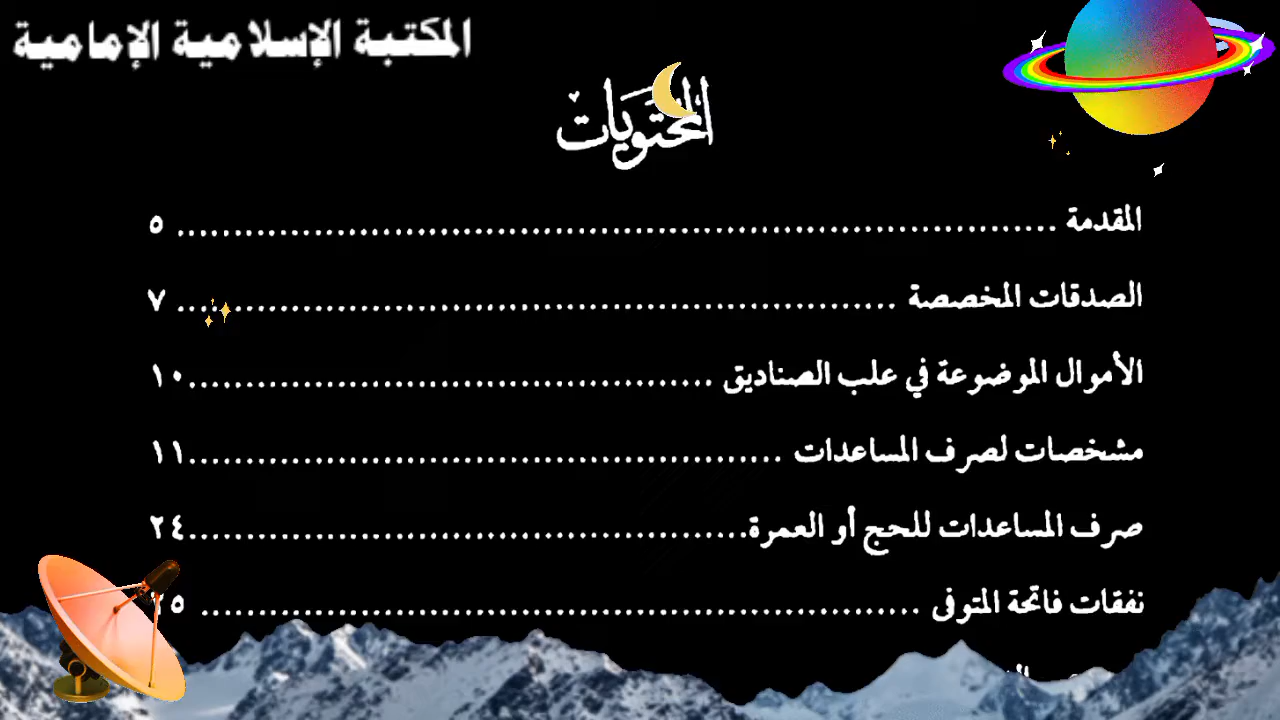 المكتبة الإسلامية الإمامية
المحتويات
المقدمة ........................................................................ ٥
الصدقات المخصصة ............................................................ ٧
الأموال الموضوعة في علب الصناديق ............................................ ١٠
مشخصات لصرف المساعدات .................................................. ١١
صرف المساعدات للحج أو العمرة ............................................... ٢٤
نفقات فاتحة المتوفى ............................................................